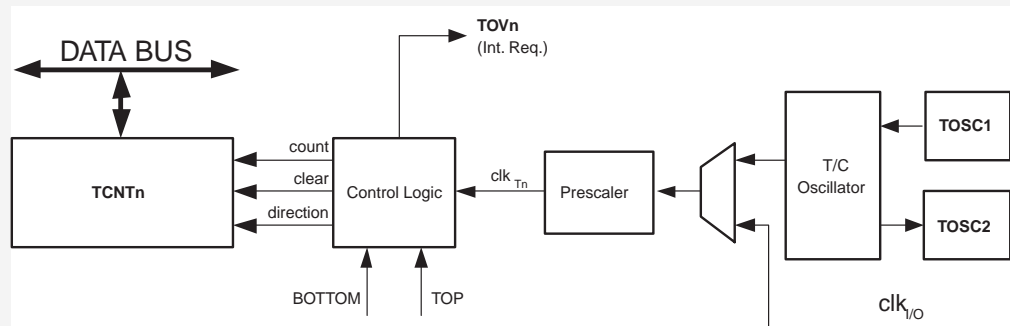 TOVn
(Int. Req.)
DATA BUS
TCNTn
count
clear
direction
Control Logic
clk Tn
Prescaler
T/C
Oscillator
TOSC1
TOSC2
BOTTOM
TOP
clk I/O